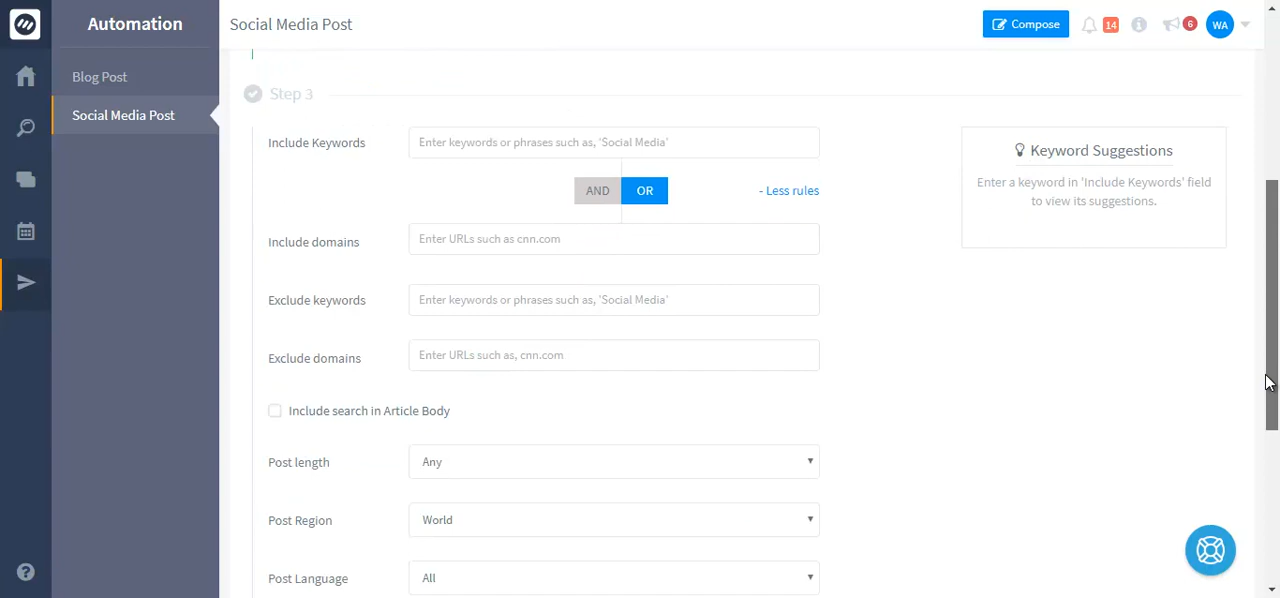 Automation
Social Media Post
Compose
14
6
WA
Blog Post
Social Media Post
Step 3
Include Keywords
Enter keywords or phrases such as, 'Social Media'
AND
OR
- Less rules
Keyword Suggestions
Enter a keyword in 'Include Keywords' field
to view its suggestions.
Include domains
Enter URLs such as cnn.com
Exclude keywords
Enter keywords or phrases such as, 'Social Media'
Exclude domains
Enter URLs such as, cnn.com
Include search in Article Body
Post length
Any
Post Region
World
Post Language
All